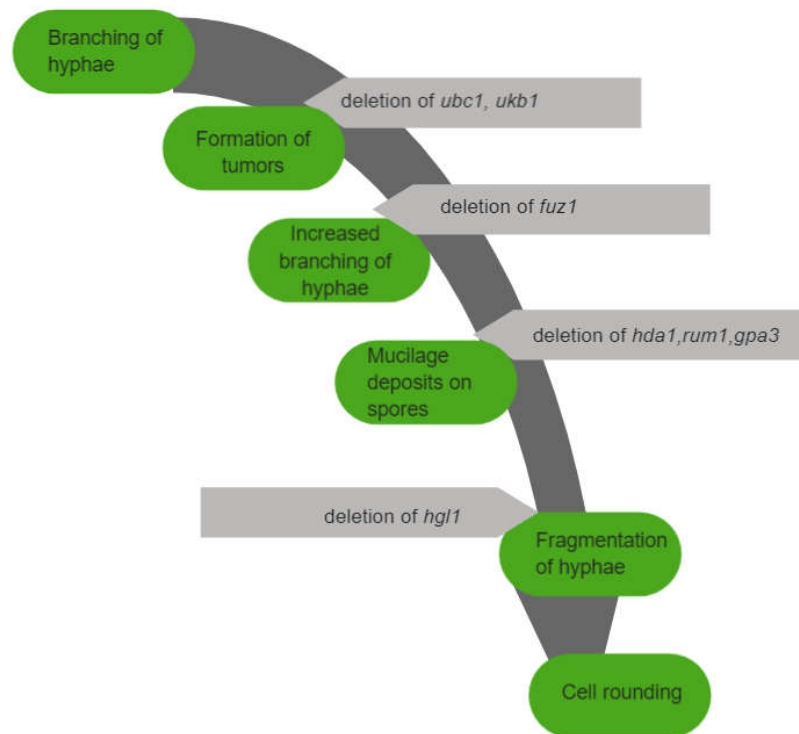 Branching of
hyphae
deletion of ubc1, ukb1
Formation of
tumors
deletion of fuz1
Increased
branching of
hyphae
deletion of hda1,rum1,gpa3
Mucilage
deposits on
spores
deletion of hgl1
Fragmentation
of hyphae
Cell rounding